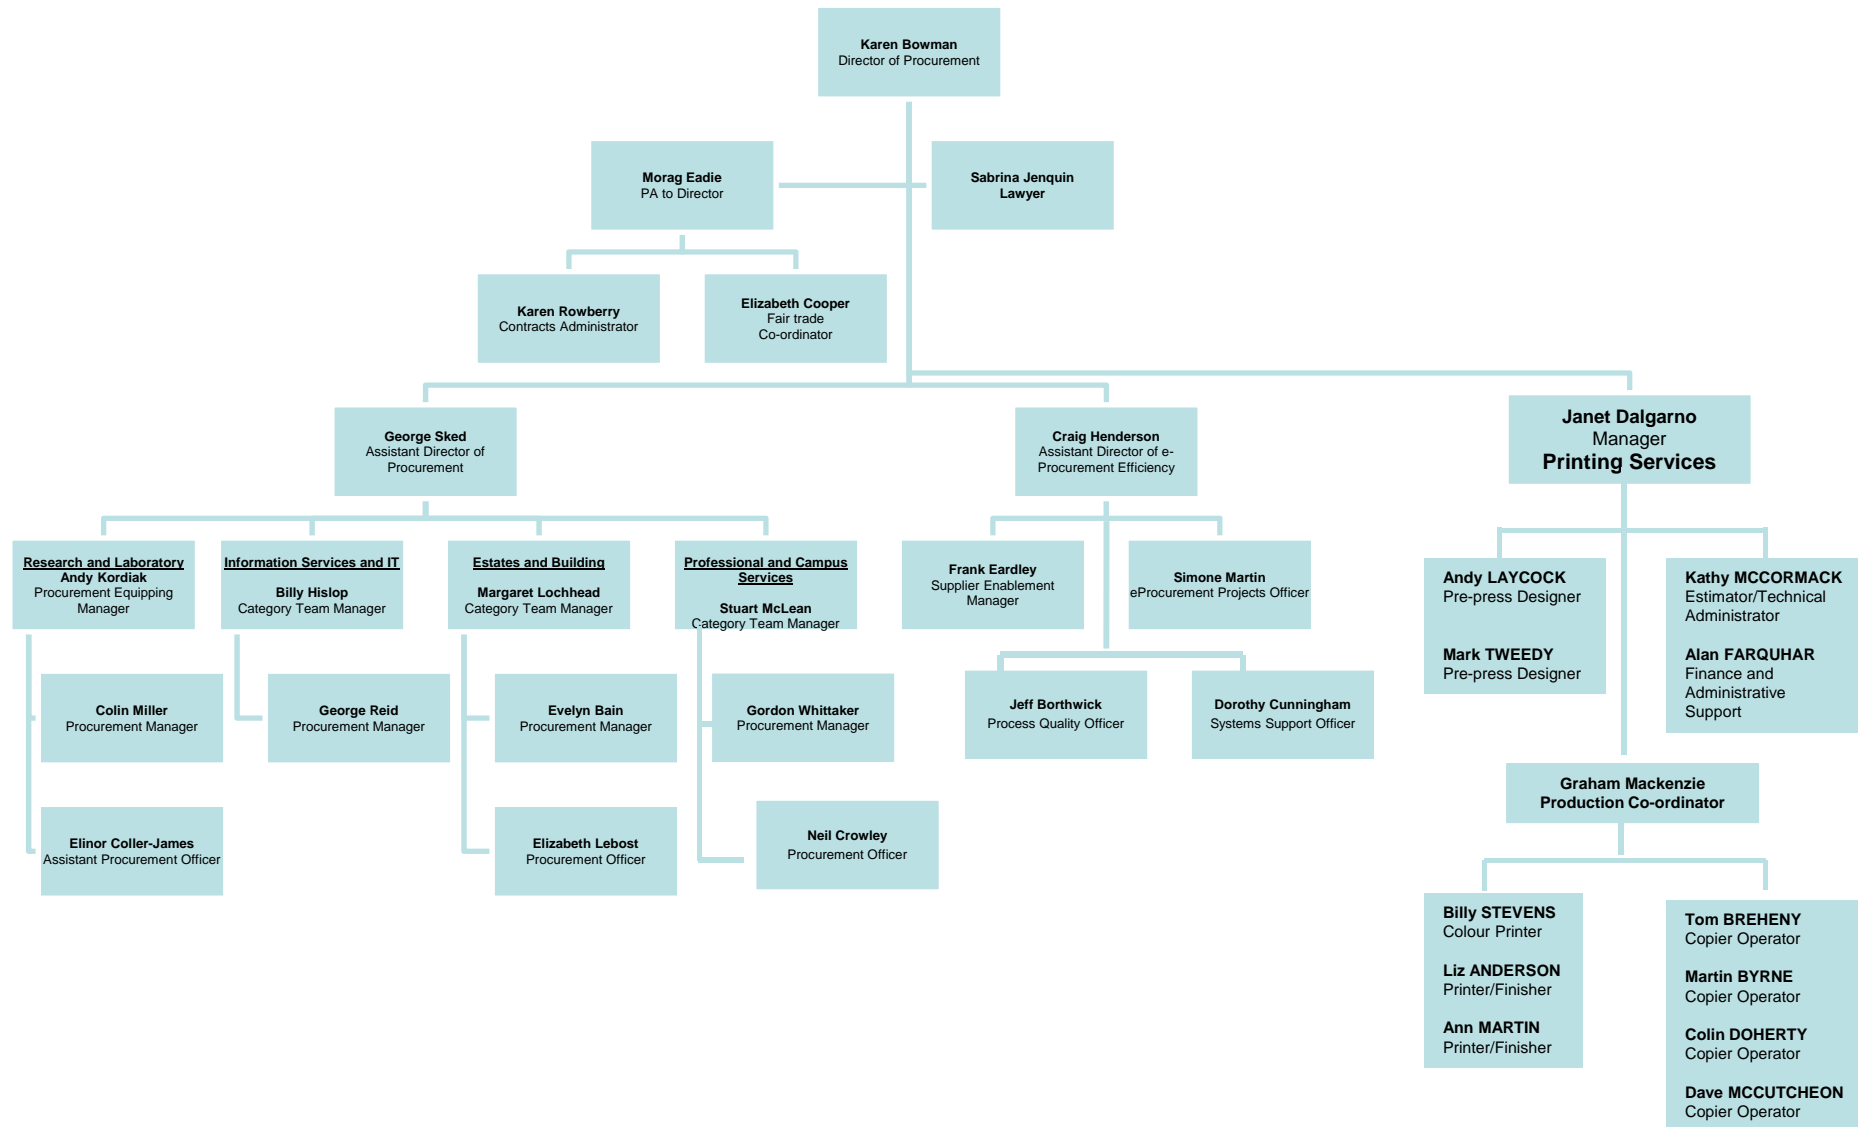 Karen Bowman
Director of Procurement
Morag Eadie
PA to Director
Sabrina Jenquin
Lawyer
Karen Rowberry
Contracts Administrator
Elizabeth Cooper
Fair trade
Co-ordinator
George Sked
Assistant Director of
Procurement
Craig Henderson
Assistant Director of e-
Procurement Efficiency
Janet Dalgarno
Manager
Printing Services
Research and Laboratory
Andy Kordiak
Procurement Equipping
Manager
Information Services and IT
Billy Hislop
Category Team Manager
Estates and Building
Margaret Lochhead
Category Team Manager
Professional and Campus
Services
Stuart McLean
Category Team Manager
Frank Eardley
Supplier Enablement
Manager
Simone Martin
eProcurement Projects Officer
Andy LAYCOCK
Pre-press Designer
Mark TWEEDY
Pre-press Designer
Kathy MCCORMACK
Estimator/Technical
Administrator
Alan FARQUHAR
Finance and
Administrative
Support
Colin Miller
Procurement Manager
George Reid
Procurement Manager
Evelyn Bain
Procurement Manager
Gordon Whittaker
Procurement Manager
Jeff Borthwick
Process Quality Officer
Dorothy Cunningham
Systems Support Officer
Graham Mackenzie
Production Co-ordinator
Elinor Coller-James
Assistant Procurement Officer
Elizabeth Lebost
Procurement Officer
Neil Crowley
Procurement Officer
Billy STEVENS
Colour Printer
Liz ANDERSON
Printer/Finisher
Ann MARTIN
Printer/Finisher
Tom BREHENY
Copier Operator
Martin BYRNE
Copier Operator
Colin DOHERTY
Copier Operator
Dave MCCUTCHEON
Copier Operator